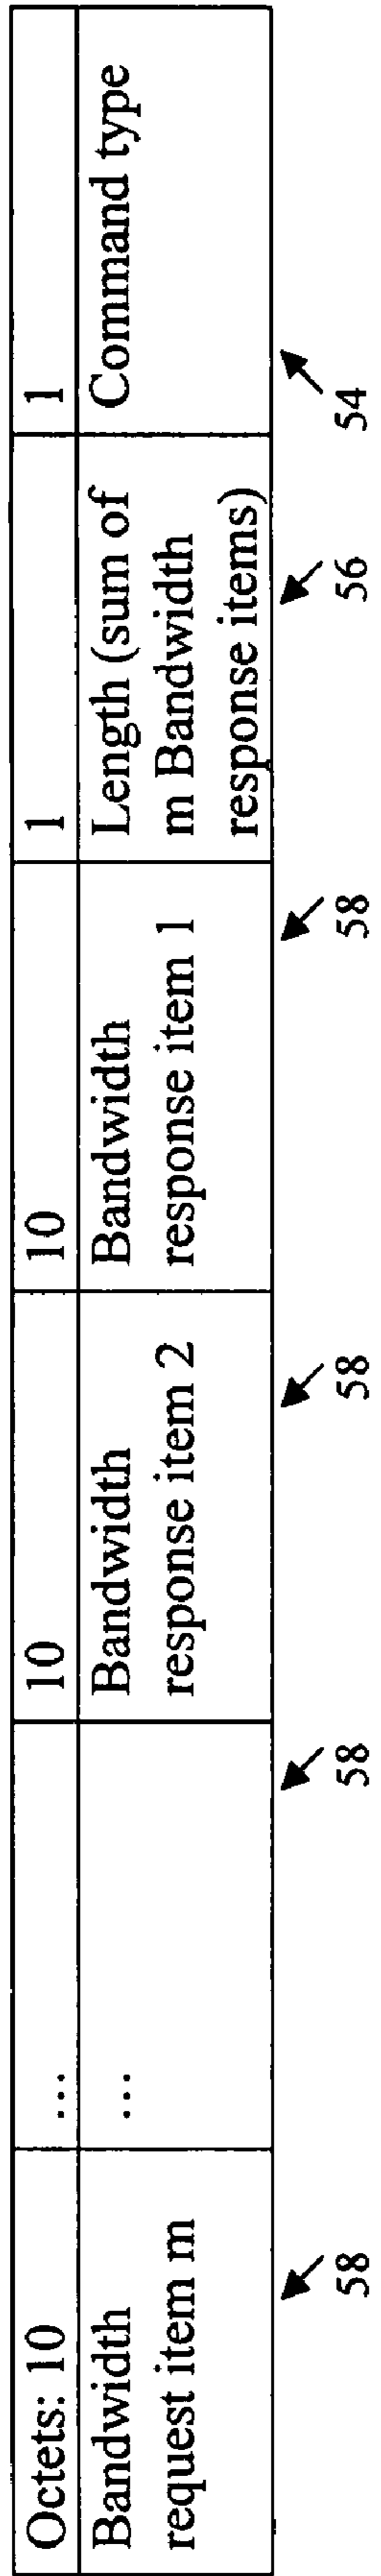 Octets: 10
...
10
10
1
1
Bandwidth
request item m
...
Bandwidth
response item 2
Bandwidth
response item 1
Length (sum of
m Bandwidth
response items)
Command type
58
58
58
58
56
54